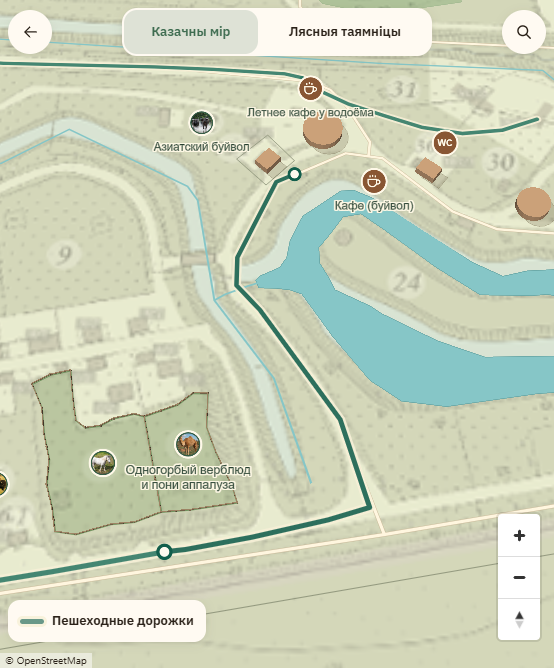 Казачны мір
Лясныя таямніцы
31
Летнее кафе у водоёма
Азиатский буйвол
WC
30
Кафе (буйвол)
9
24
Одногорбый верблюд
и пони аппалуза
Пешеходные дорожки
© OpenStreetMap